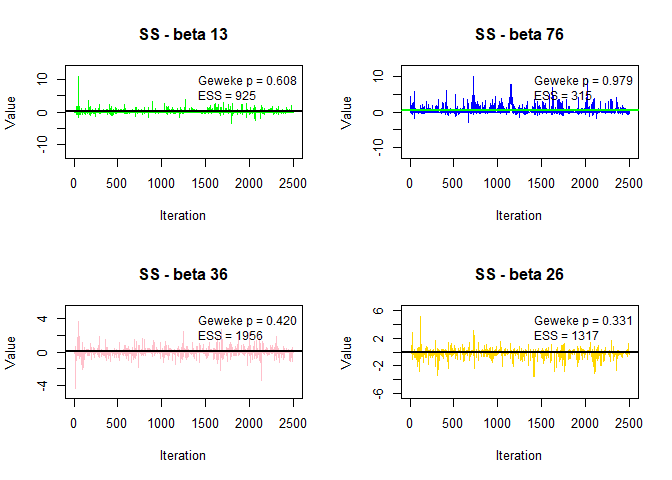 SS - beta 13
Value
10
0
-10
Geweke p = 0.608
ESS = 925
0 500 1000 1500 2000 2500
Iteration
SS - beta 76
Value
10
0
-10
Geweke p = 0.979
ESS = 315
0 500 1000 1500 2000 2500
Iteration
SS - beta 36
Value
4
0
-4
Geweke p = 0.420
ESS = 1956
0 500 1000 1500 2000 2500
Iteration
SS - beta 26
Value
6
2
-2
-6
Geweke p = 0.331
ESS = 1317
0 500 1000 1500 2000 2500
Iteration